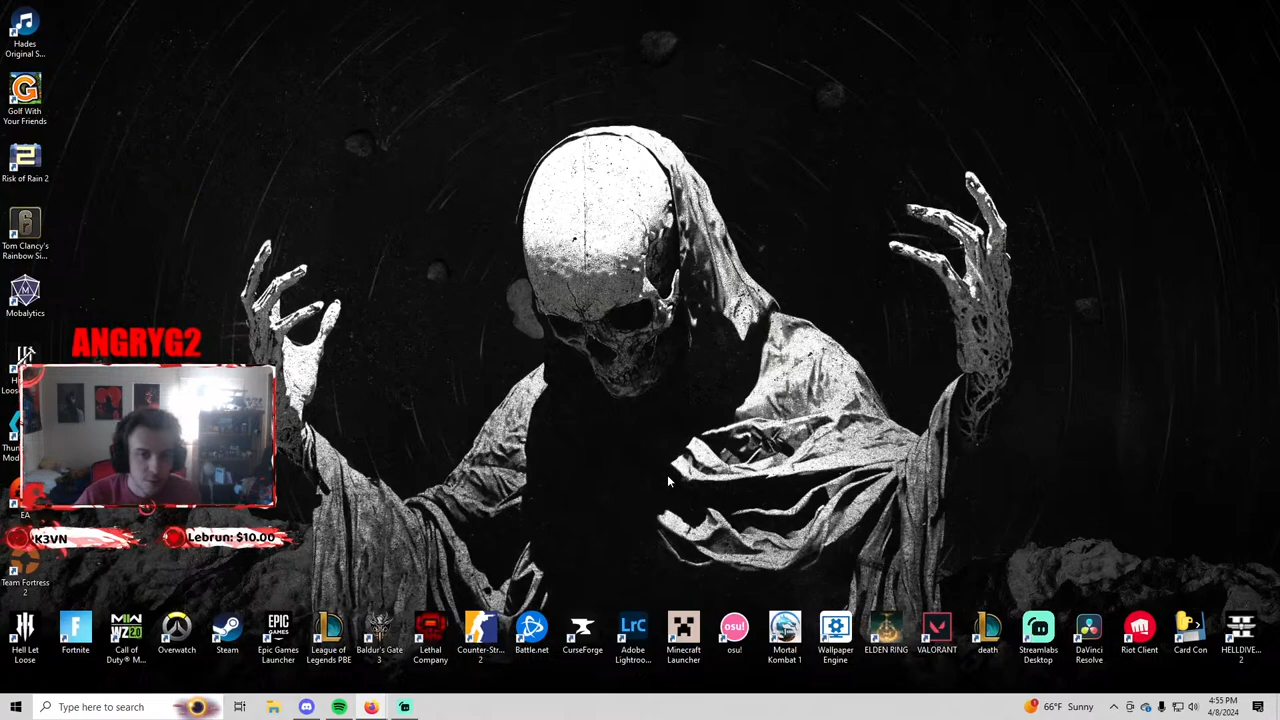 Hades
Original S...
Golf With
Your Friends
Risk of Rain 2
Tom Clancy's
Rainbow Si...
Mobalytics
ANGRYG2
EA
K3VN
Lebrun: $10.00
Team Fortress
2
Hell Let
Loose
Fortnite
Call of
Duty® M...
Overwatch
Steam
Epic Games
Launcher
League of
Legends PBE
Baldur's Gate
3
Lethal
Company
Counter-Str...
2
Battle.net
CurseForge
Adobe
Lightroo...
Minecraft
Launcher
osu!
Mortal
Kombat 1
Wallpaper
Engine
ELDEN RING
VALORANT
death
Streamlabs
Desktop
DaVinci
Resolve
Riot Client
Card Con
HELLDIVE...
2
Type here to search
66°F Sunny
4:55 PM
4/8/2024